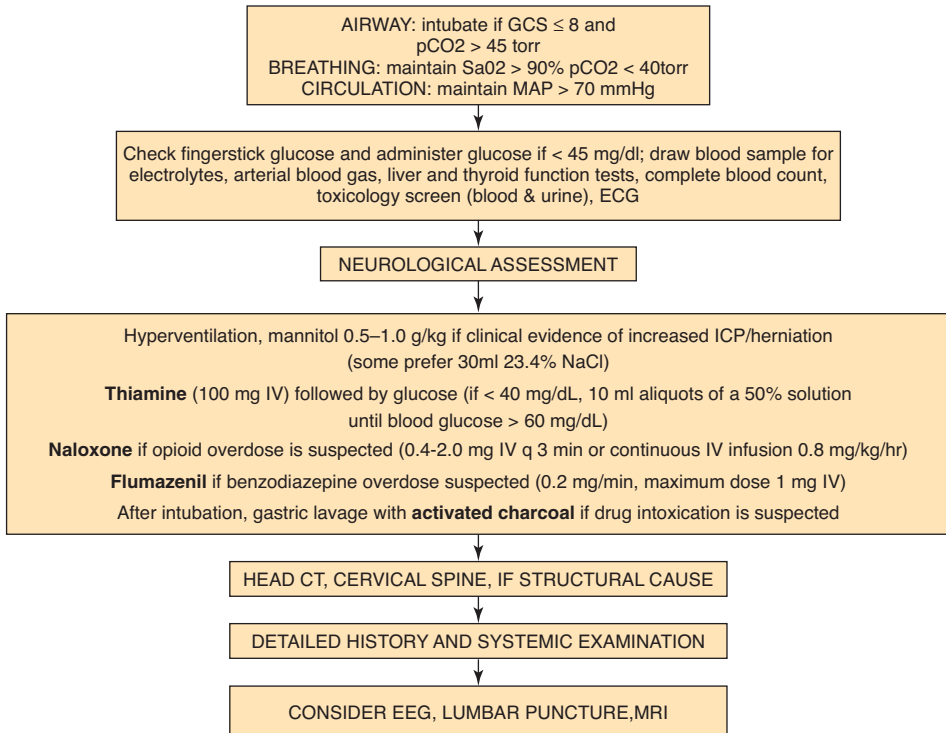 AIRWAY: intubate if GCS ≤ 8 and
pCO2 > 45 torr
BREATHING: maintain Sa02 > 90% pCO2 < 40torr
CIRCULATION: maintain MAP > 70 mmHg
Check fingerstick glucose and administer glucose if < 45 mg/dl; draw blood sample for
electrolytes, arterial blood gas, liver and thyroid function tests, complete blood count,
toxicology screen (blood & urine), ECG
NEUROLOGICAL ASSESSMENT
Hyperventilation, mannitol 0.5–1.0 g/kg if clinical evidence of increased ICP/herniation
(some prefer 30ml 23.4% NaCl)
Thiamine (100 mg IV) followed by glucose (if < 40 mg/dL, 10 ml aliquots of a 50% solution
until blood glucose > 60 mg/dL)
Naloxone if opioid overdose is suspected (0.4-2.0 mg IV q 3 min or continuous IV infusion 0.8 mg/kg/hr)
Flumazenil if benzodiazepine overdose suspected (0.2 mg/min, maximum dose 1 mg IV)
After intubation, gastric lavage with activated charcoal if drug intoxication is suspected
HEAD CT, CERVICAL SPINE, IF STRUCTURAL CAUSE
DETAILED HISTORY AND SYSTEMIC EXAMINATION
CONSIDER EEG, LUMBAR PUNCTURE,MRI